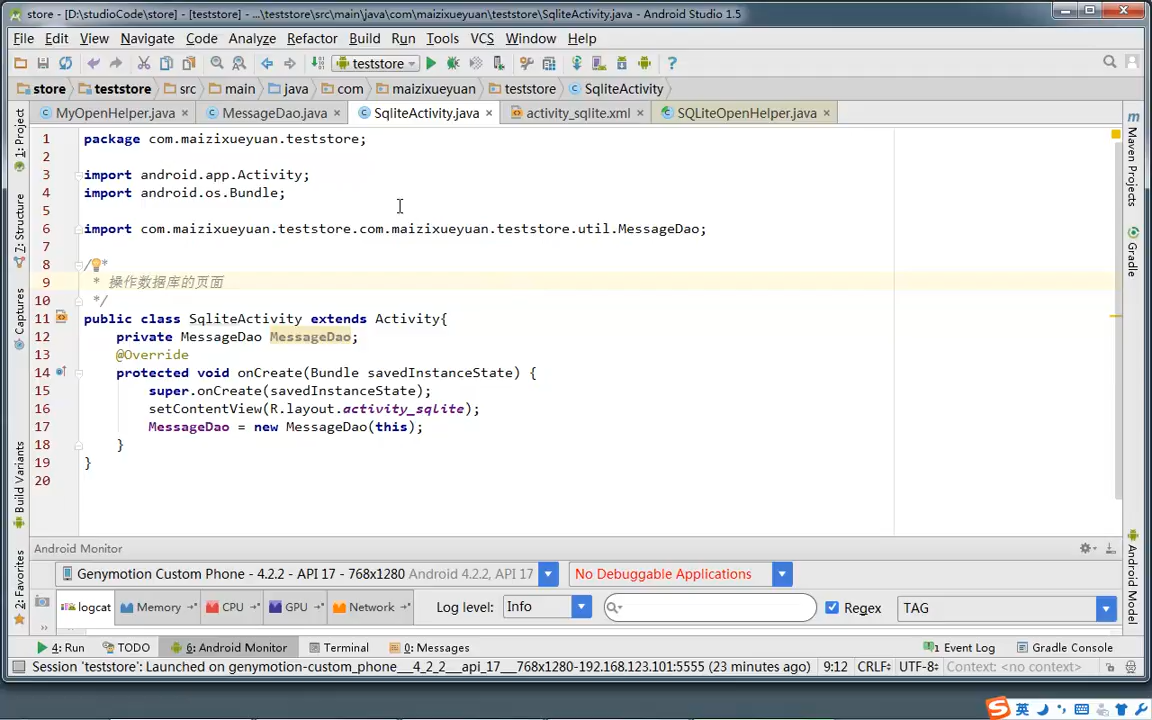 store - [D:\studioCode\store] - [teststore] - ...\teststore\src\main\java\com\maizixueyuan\teststore\SqliteActivity.java - Android Studio 1.5
File Edit View Navigate Code Analyze Refactor Build Run Tools VCS Window Help
teststore
store teststore src main java com maizixueyuan teststore SqliteActivity
MyOpenHelper.java MessageDao.java SqliteActivity.java activity_sqlite.xml SQLiteOpenHelper.java
1: Project
7: Structure
Captures
Build Variants
2: Favorites
1 package com.maizixueyuan.teststore;
2
3 import android.app.Activity;
4 import android.os.Bundle;
5
6 import com.maizixueyuan.teststore.com.maizixueyuan.teststore.util.MessageDao;
7
8 /**
9 * 操作数据库的页面
10 */
11 public class SqliteActivity extends Activity{
12 private MessageDao MessageDao;
13 @Override
14 protected void onCreate(Bundle savedInstanceState) {
15 super.onCreate(savedInstanceState);
16 setContentView(R.layout.activity_sqlite);
17 MessageDao = new MessageDao(this);
18 }
19 }
20
Maven Projects
Gradle
Android Model
Android Monitor
Genymotion Custom Phone - 4.2.2 - API 17 - 768x1280 Android 4.2.2, API 17 No Debuggable Applications
logcat Memory CPU GPU Network Log level: Info Regex TAG
4: Run TODO 6: Android Monitor Terminal 0: Messages 1 Event Log Gradle Console
Session 'teststore': Launched on genymotion-custom_phone___4_2_2___api_17___768x1280-192.168.123.101:5555 (23 minutes ago) 9:12 CRLF UTF-8 Context: <no context>
英